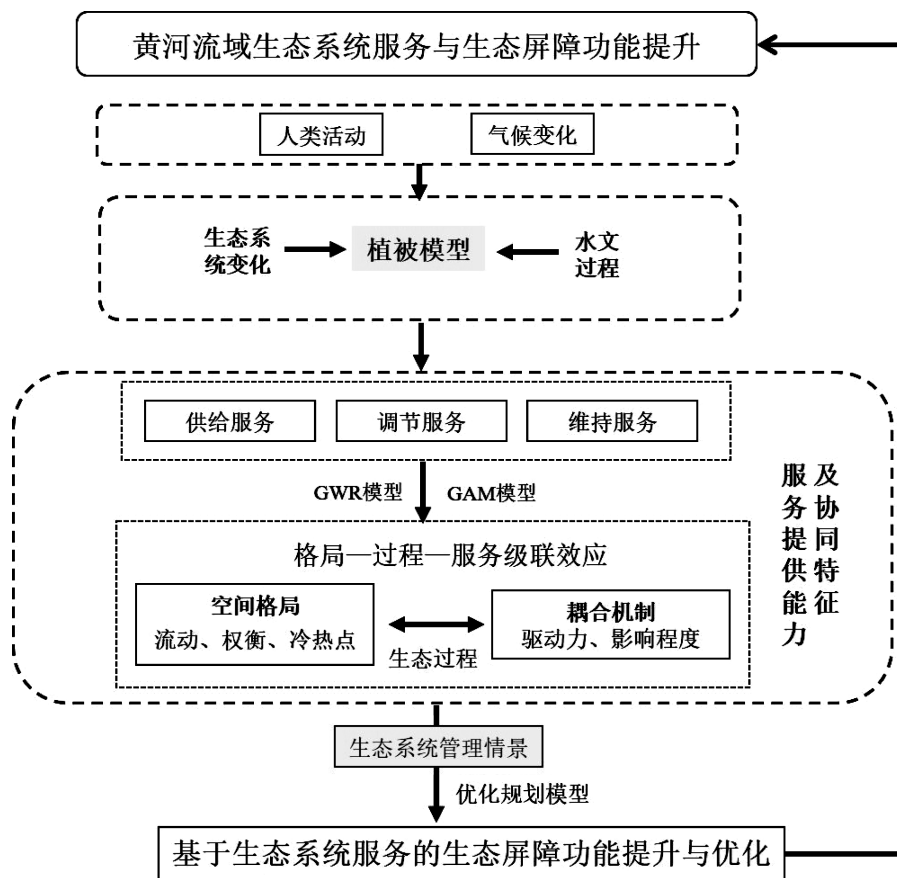 黄河流域生态系统服务与生态屏障功能提升
人类活动
气候变化
生态系
统变化
植被模型
水文
过程
供给服务
调节服务
维持服务
GWR模型
GAM模型
格局—过程—服务级联效应
空间格局
流动、权衡、冷热点
生态过程
耦合机制
驱动力、影响程度
服务提供能力
及协同特征
生态系统管理情景
优化规划模型
基于生态系统服务的生态屏障功能提升与优化